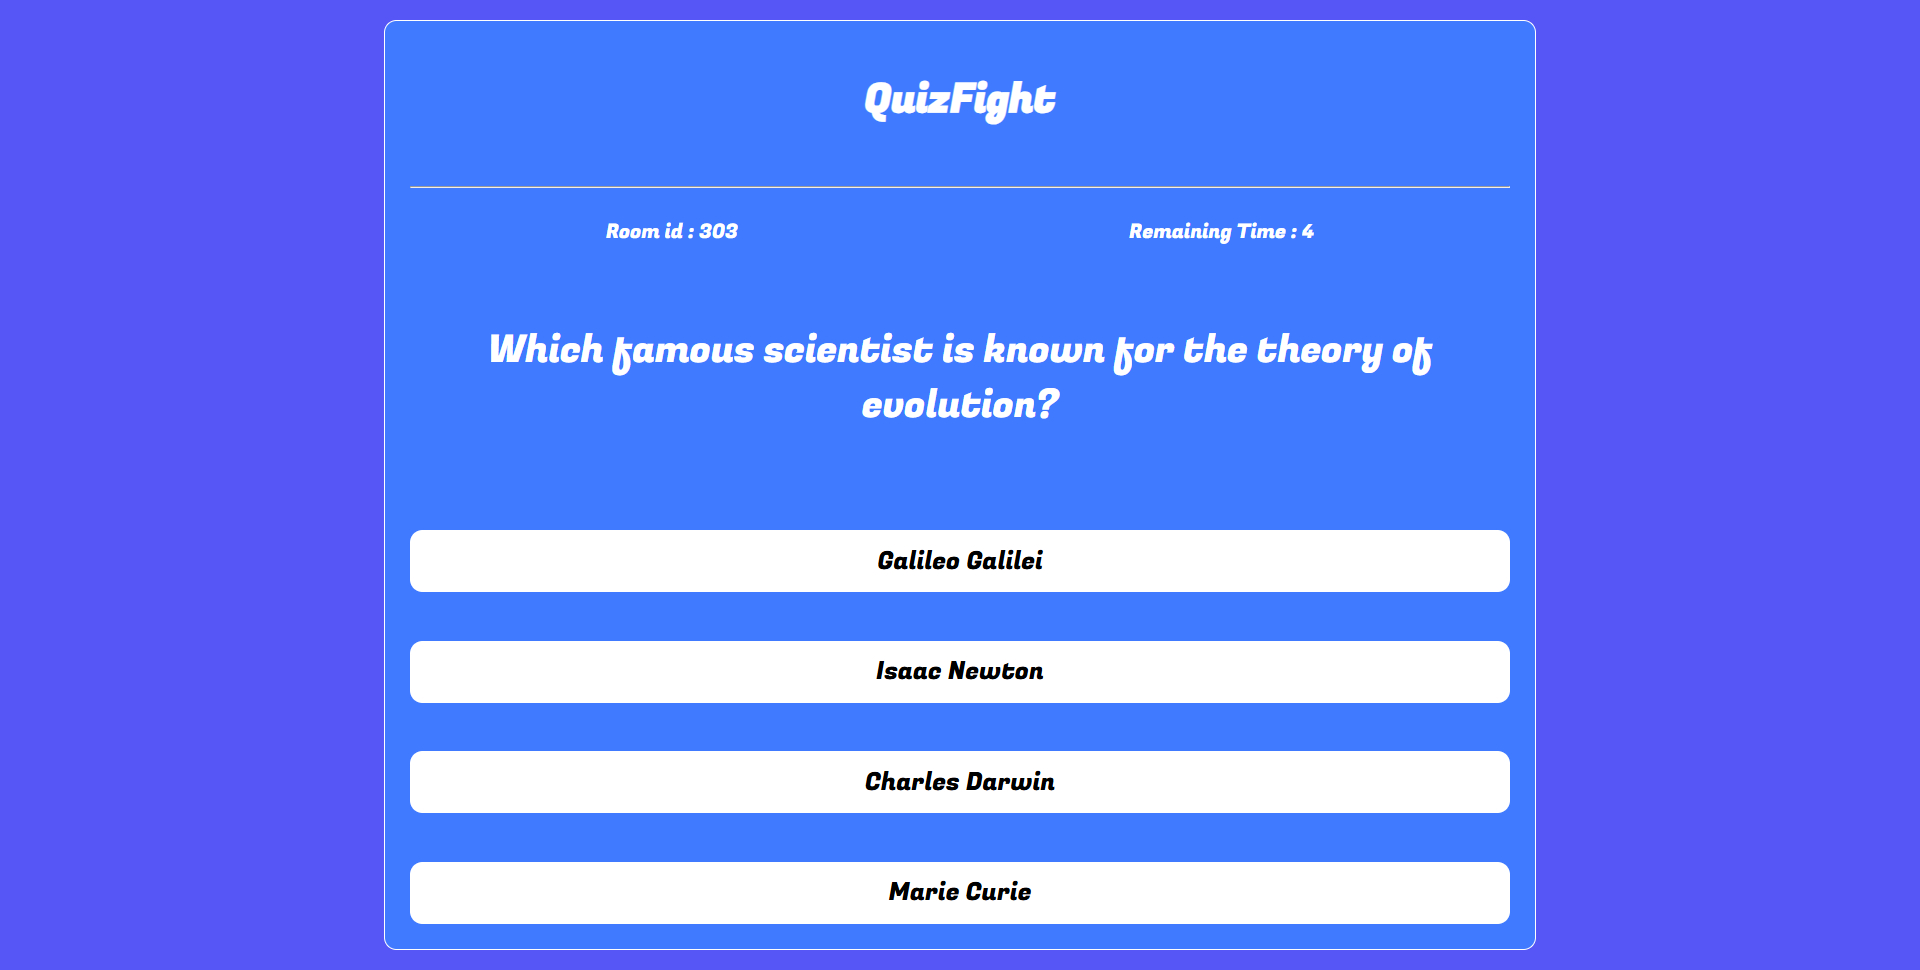 QuizFight
Room id : 303
Remaining Time : 4
Which famous scientist is known for the theory of
evolution?
Galileo Galilei
Isaac Newton
Charles Darwin
Marie Curie